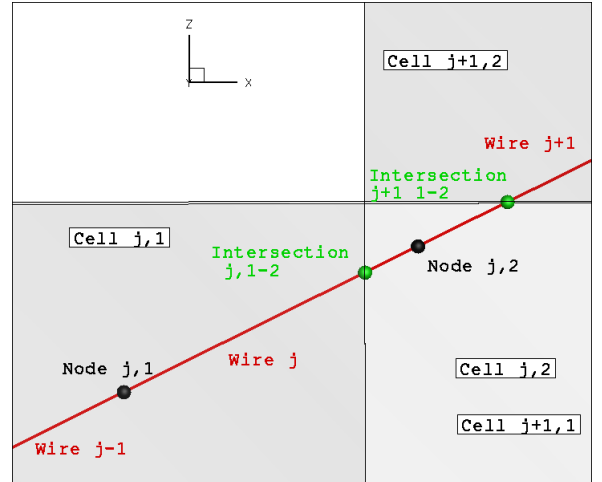 Z
Y
X
Cell j+1,2
Wire j+1
Intersection
j+1 1-2
Cell j,1
Intersection
j,1-2
Node j,2
Node j,1
Wire j
Cell j,2
Cell j+1,1
Wire j-1